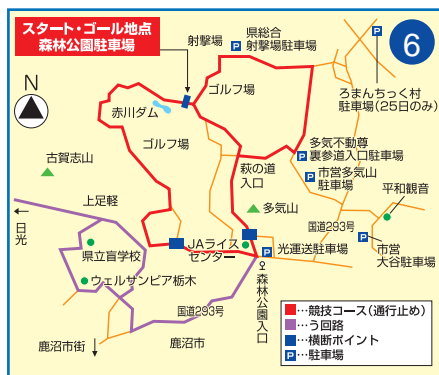 スタート・ゴール地点
森林公園駐車場
射撃場
県総合
射撃場駐車場
6
N
ろまんちっく村
駐車場(25日のみ)
赤川ダム
ゴルフ場
ゴルフ場
古賀志山
多気不動尊
裏参道入口駐車場
萩の道
入口
市営多気山
駐車場
平和観音
上足軽
多気山
国道293号
日光
県立盲学校
JAライス
センター
光運送駐車場
市営
大谷駐車場
ウェルサンピア栃木
森林公園入口
国道293号
鹿沼市街
鹿沼市
…競技コース(通行止め)
…う回路
…横断ポイント
P…駐車場